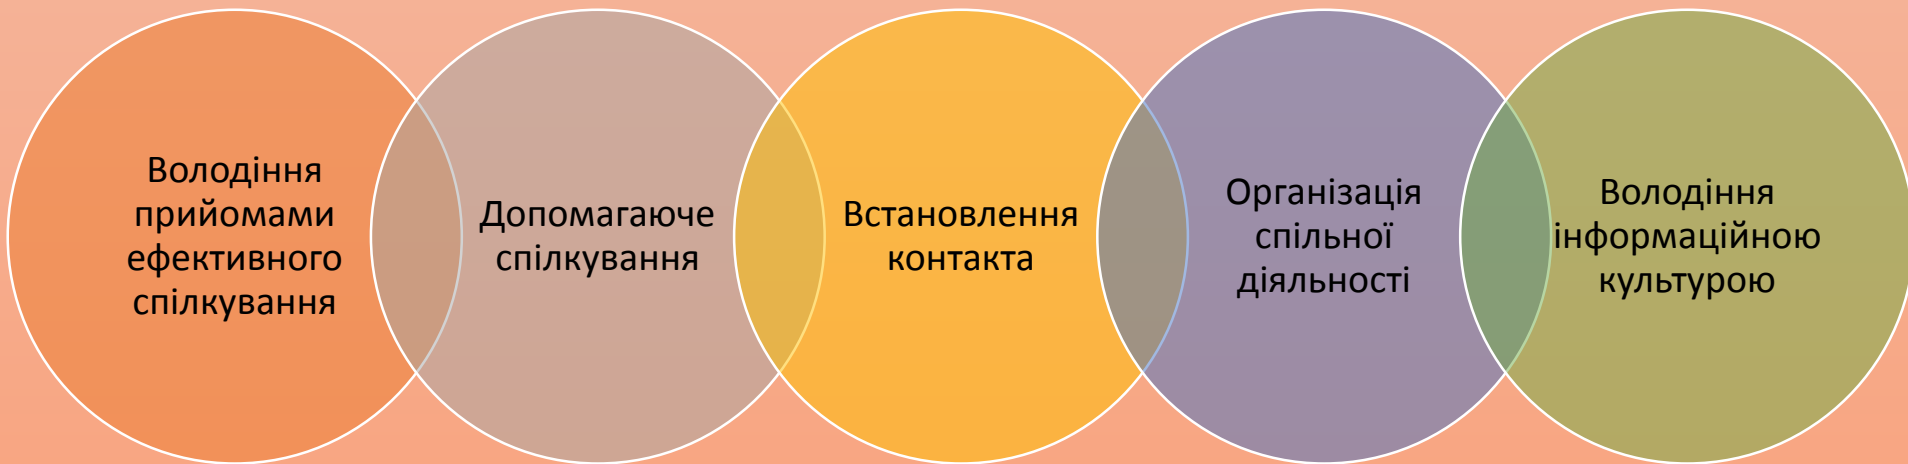 Володіння
прийомами
ефективного
спілкування
Допомагаюче
спілкування
Встановлення
контакта
Організація
спільної
діяльності
Володіння
інформаційною
культурою